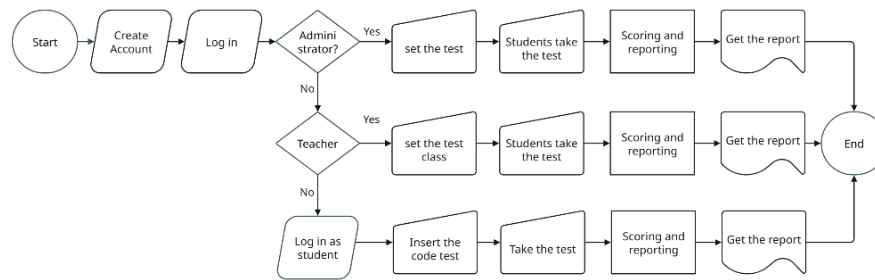 Start
Create
Account
Log in
Admini
strator?
Yes
set the test
Students take
the test
Scoring and
reporting
Get the report
No
Teacher
Yes
set the test
class
Students take
the test
Scoring and
reporting
Get the report
End
No
Log in as
student
Insert the
code test
Take the test
Scoring and
reporting
Get the report